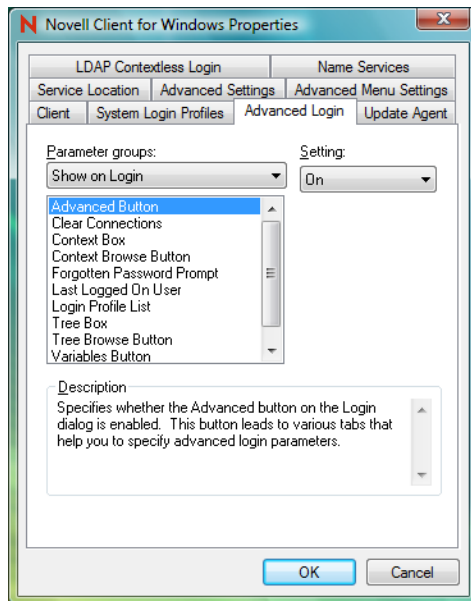 Novell Client for Windows Properties
LDAP Contextless Login Name Services
Service Location Advanced Settings Advanced Menu Settings
Client System Login Profiles Advanced Login Update Agent
Parameter groups: Setting:
Show on Login On
Advanced Button
Clear Connections
Context Box
Context Browse Button
Forgotten Password Prompt
Last Logged On User
Login Profile List
Tree Box
Tree Browse Button
Variables Button
Description
Specifies whether the Advanced button on the Login
dialog is enabled. This button leads to various tabs that
help you to specify advanced login parameters.
OK Cancel